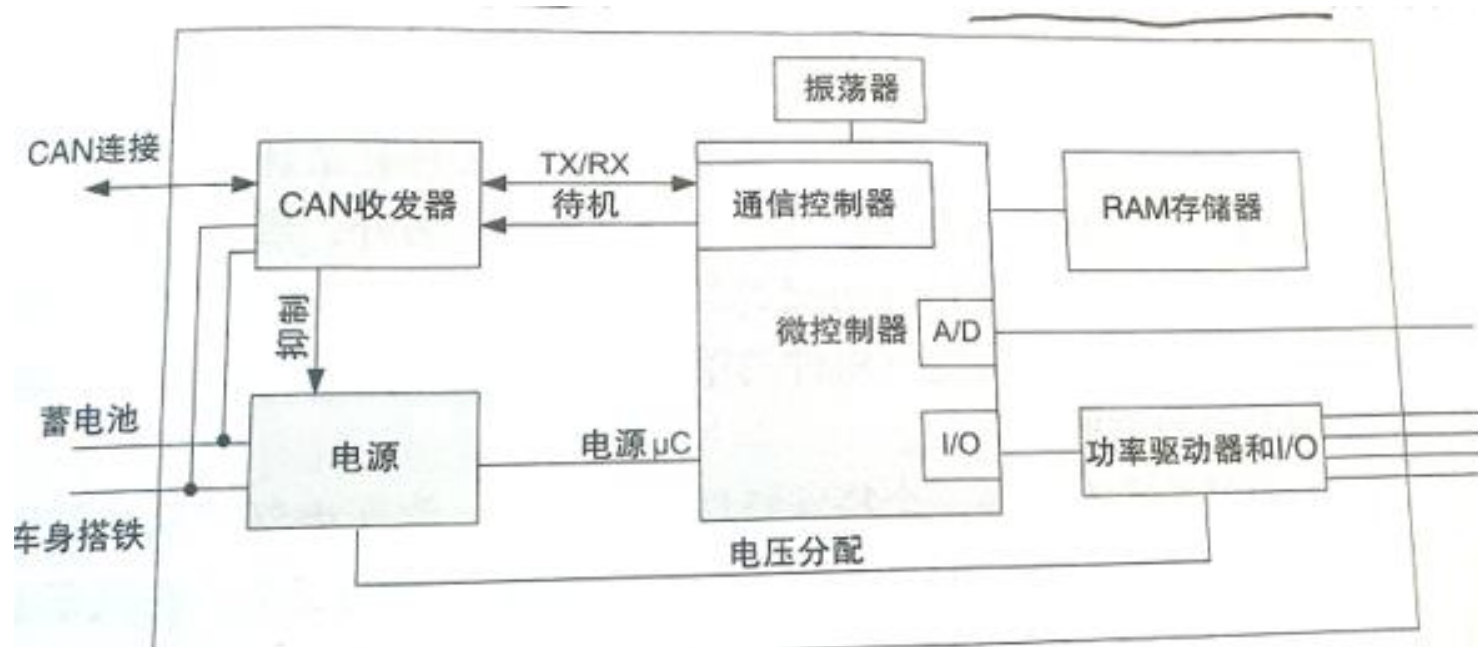 振荡器
CAN连接
CAN收发器
TX/RX
待机
通信控制器
RAM存储器
抑制
微控制器
A/D
蓄电池
电源
电源 μC
I/O
功率驱动器和I/O
车身搭铁
电压分配